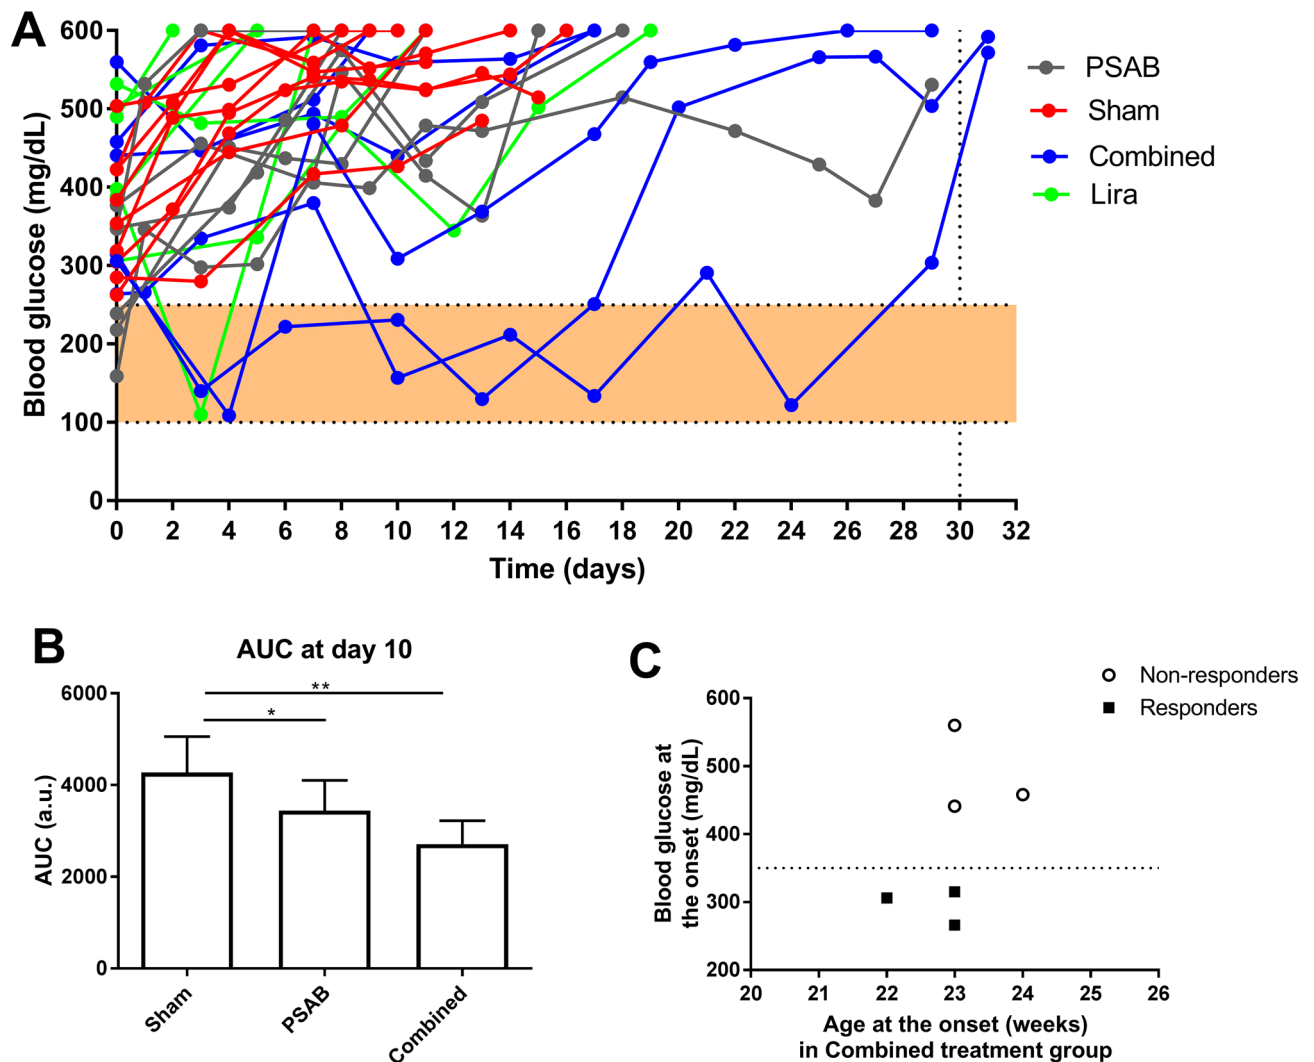 A
600
500
400
300
200
100
0
Blood glucose (mg/dL)
0 2 4 6 8 10 12 14 16 18 20 22 24 26 28 30 32
Time (days)
PSAB
Sham
Combined
Lira
B
AUC at day 10
6000
4000
2000
0
AUC (a.u.)
**
*
Sham
PSAB
Combined
C
Non-responders
Responders
600
500
400
300
200
Blood glucose at
the onset (mg/dL)
20 21 22 23 24 25 26
Age at the onset (weeks)
in Combined treatment group